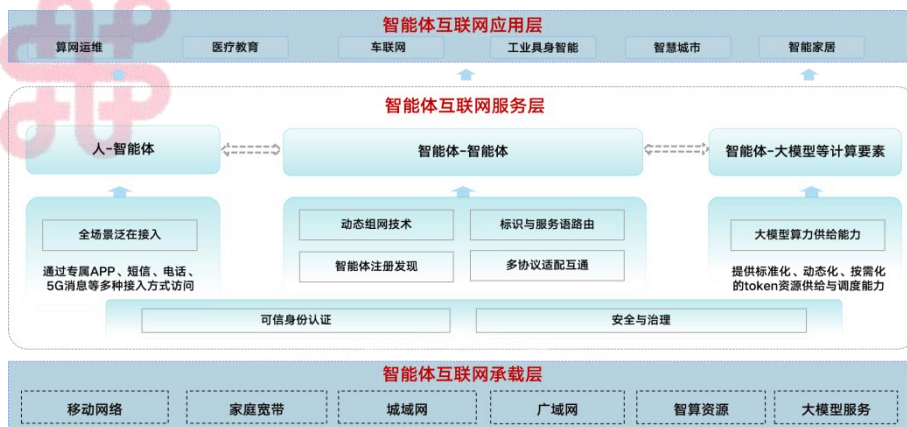 智能体互联网应用层
算网运维
医疗教育
车联网
工业具身智能
智慧城市
智能家居
智能体互联网服务层
人-智能体
智能体-智能体
智能体-大模型等计算要素
全场景泛在接入
通过专属APP、短信、电话、
5G消息等多种接入方式访问
动态组网技术
标识与服务语路由
智能体注册发现
多协议适配互通
大模型算力供给能力
提供标准化、动态化、按需化
的token资源供给与调度能力
可信身份认证
安全与治理
智能体互联网承载层
移动网络
家庭宽带
城域网
广域网
智算资源
大模型服务